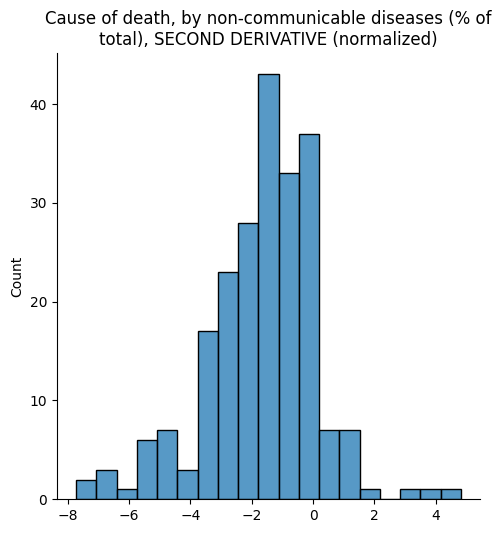 Cause of death, by non-communicable diseases (% of
total), SECOND DERIVATIVE (normalized)
Count
40
30
20
10
0
−8 −6 −4 −2 0 2 4